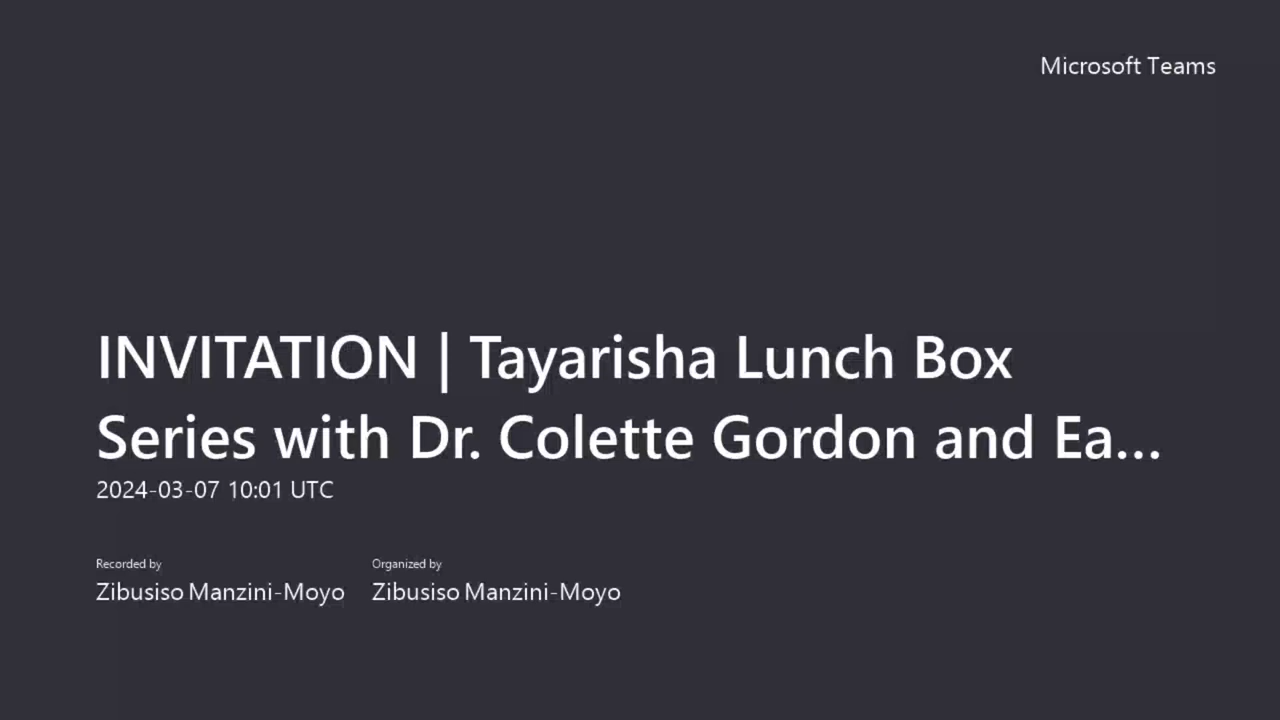 Microsoft Teams
INVITATION | Tayarisha Lunch Box
Series with Dr. Colette Gordon and Ea...
2024-03-07 10:01 UTC
Recorded by
Zibusiso Manzini-Moyo
Organized by
Zibusiso Manzini-Moyo